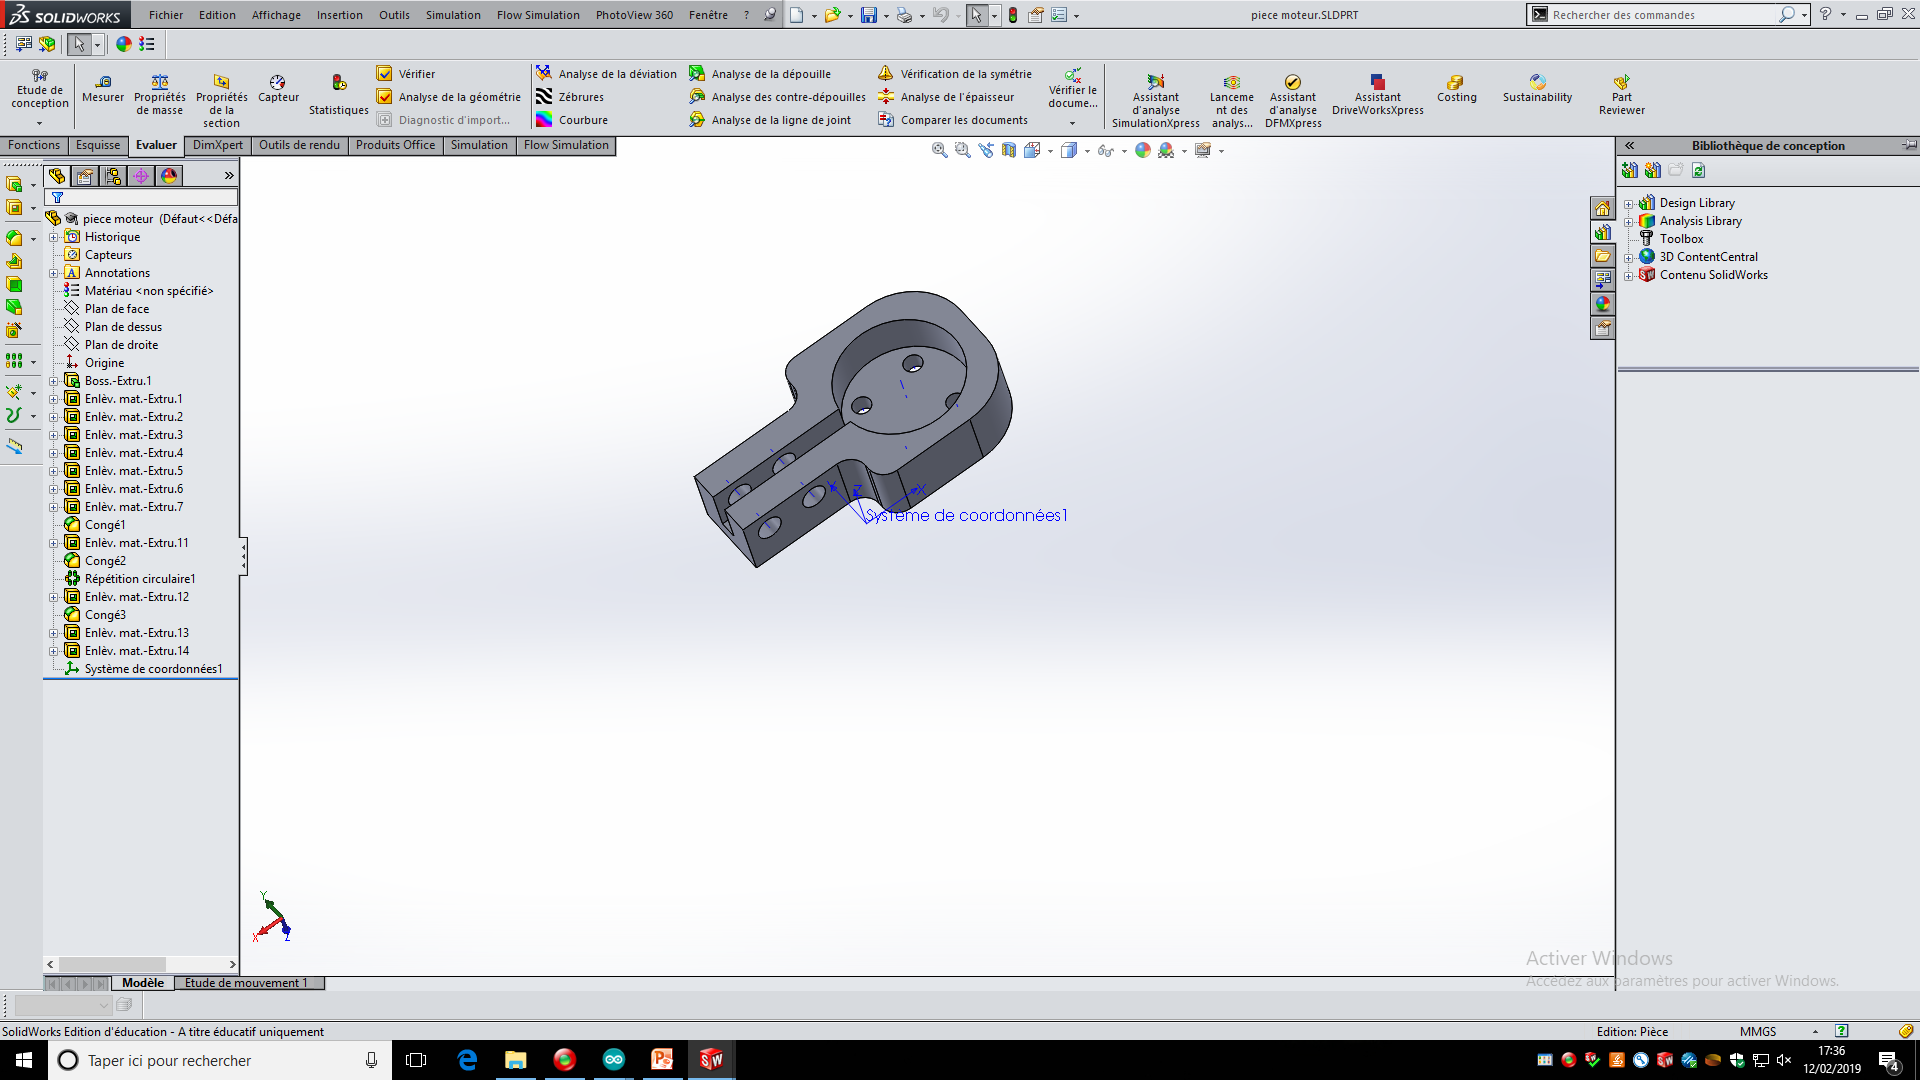 SOLIDWORKS Fichier Edition Affichage Insertion Outils Simulation Flow Simulation PhotoView 360 Fenêtre ? piece moteur.SLDPRT Rechercher des commandes
Etude de conception
Mesurer
Propriétés de masse
Propriétés de la section
Capteur
Statistiques
Vérifier
Analyse de la géométrie
Diagnostic d'import...
Analyse de la déviation
Zébrures
Courbure
Analyse de la dépouille
Analyse des contre-dépouilles
Analyse de la ligne de joint
Vérification de la symétrie
Analyse de l'épaisseur
Comparer les documents
Vérifier le docume...
Assistant d'analyse SimulationXpress
Lanceme nt des analys...
Assistant d'analyse DFMXpress
Assistant DriveWorksXpress
Costing
Sustainability
Part Reviewer
Fonctions Esquisse Evaluer DimXpert Outils de rendu Produits Office Simulation Flow Simulation
piece moteur (Défaut<<Défa
Historique
Capteurs
Annotations
Matériau <non spécifié>
Plan de face
Plan de dessus
Plan de droite
Origine
Boss.-Extru.1
Enlèv. mat.-Extru.1
Enlèv. mat.-Extru.2
Enlèv. mat.-Extru.3
Enlèv. mat.-Extru.4
Enlèv. mat.-Extru.5
Enlèv. mat.-Extru.6
Enlèv. mat.-Extru.7
Congé1
Enlèv. mat.-Extru.11
Congé2
Répétition circulaire1
Enlèv. mat.-Extru.12
Congé3
Enlèv. mat.-Extru.13
Enlèv. mat.-Extru.14
Système de coordonnées1
Y Z X
Système de coordonnées1
Y
X
Z
Bibliothèque de conception
Design Library
Analysis Library
Toolbox
3D ContentCentral
Contenu SolidWorks
Activer Windows
Accédez aux paramètres pour activer Windows.
Modèle Etude de mouvement 1
SolidWorks Edition d'éducation - A titre éducatif uniquement Edition: Pièce MMGS
Taper ici pour rechercher
17:36
12/02/2019
4